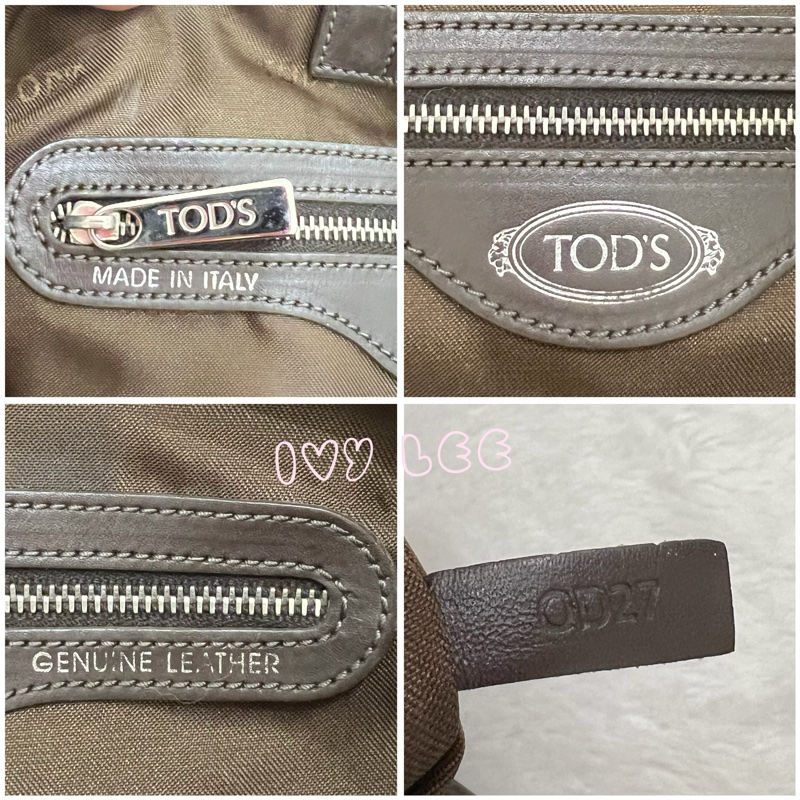 TOD'S
MADE IN ITALY
TOD'S
IVY LEE
GENUINE LEATHER
OD27